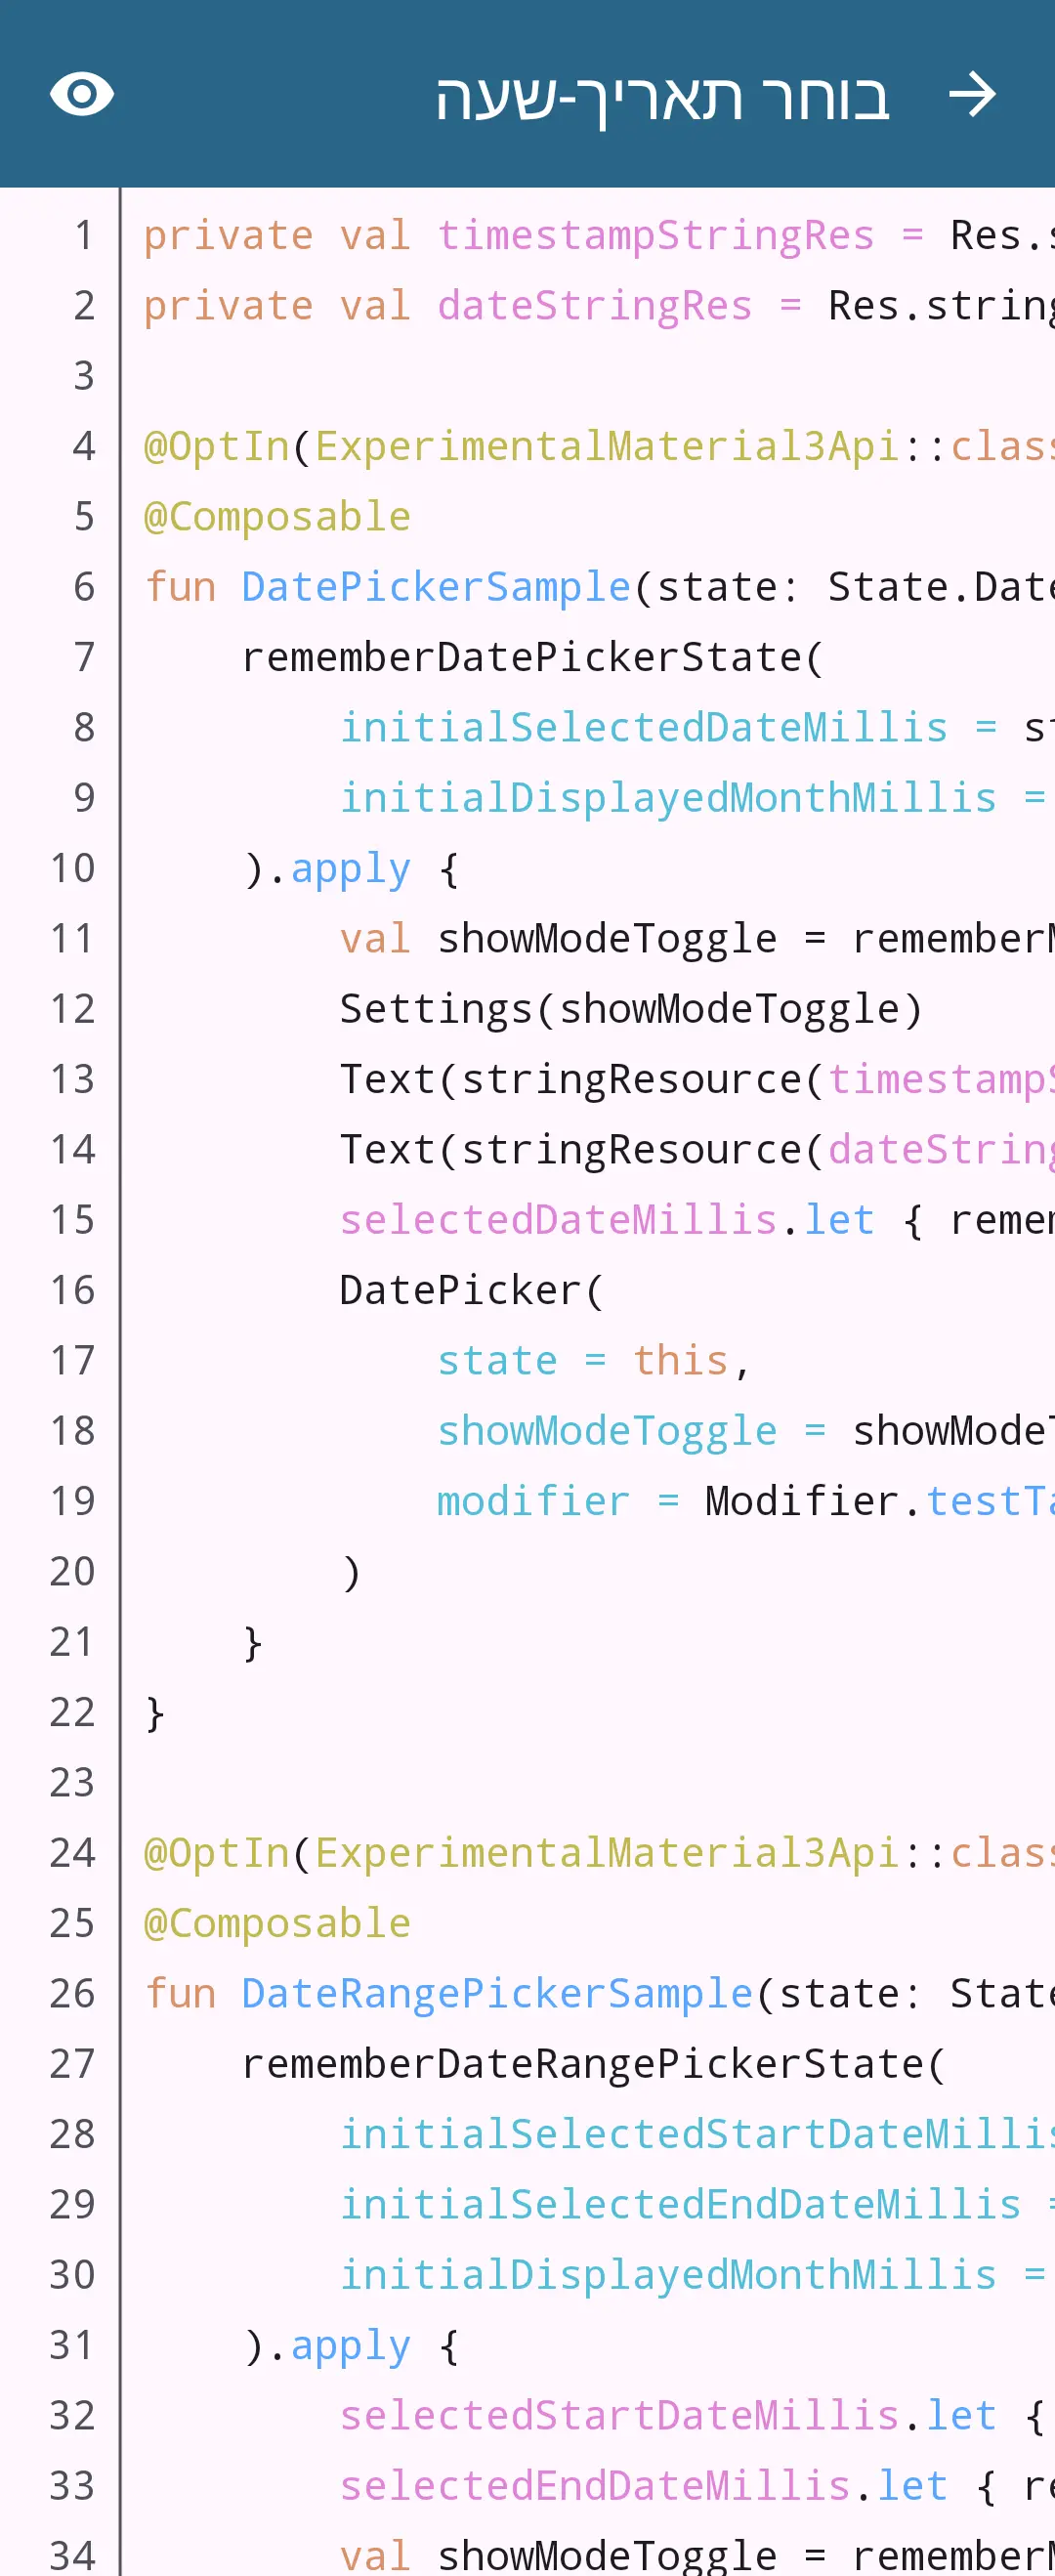 בוחר תאריך-שעה
1 private val timestampStringRes = Res.s
2 private val dateStringRes = Res.string
3
4 @OptIn(ExperimentalMaterial3Api::class
5 @Composable
6 fun DatePickerSample(state: State.Date
7     rememberDatePickerState(
8         initialSelectedDateMillis = st
9         initialDisplayedMonthMillis =
10     ).apply {
11         val showModeToggle = rememberM
12         Settings(showModeToggle)
13         Text(stringResource(timestampS
14         Text(stringResource(dateString
15         selectedDateMillis.let { remem
16         DatePicker(
17             state = this,
18             showModeToggle = showModeT
19             modifier = Modifier.testTa
20         )
21     }
22 }
23
24 @OptIn(ExperimentalMaterial3Api::class
25 @Composable
26 fun DateRangePickerSample(state: State
27     rememberDateRangePickerState(
28         initialSelectedStartDateMillis
29         initialSelectedEndDateMillis =
30         initialDisplayedMonthMillis =
31     ).apply {
32         selectedStartDateMillis.let {
33         selectedEndDateMillis.let { re
34         val showModeToggle = rememberM